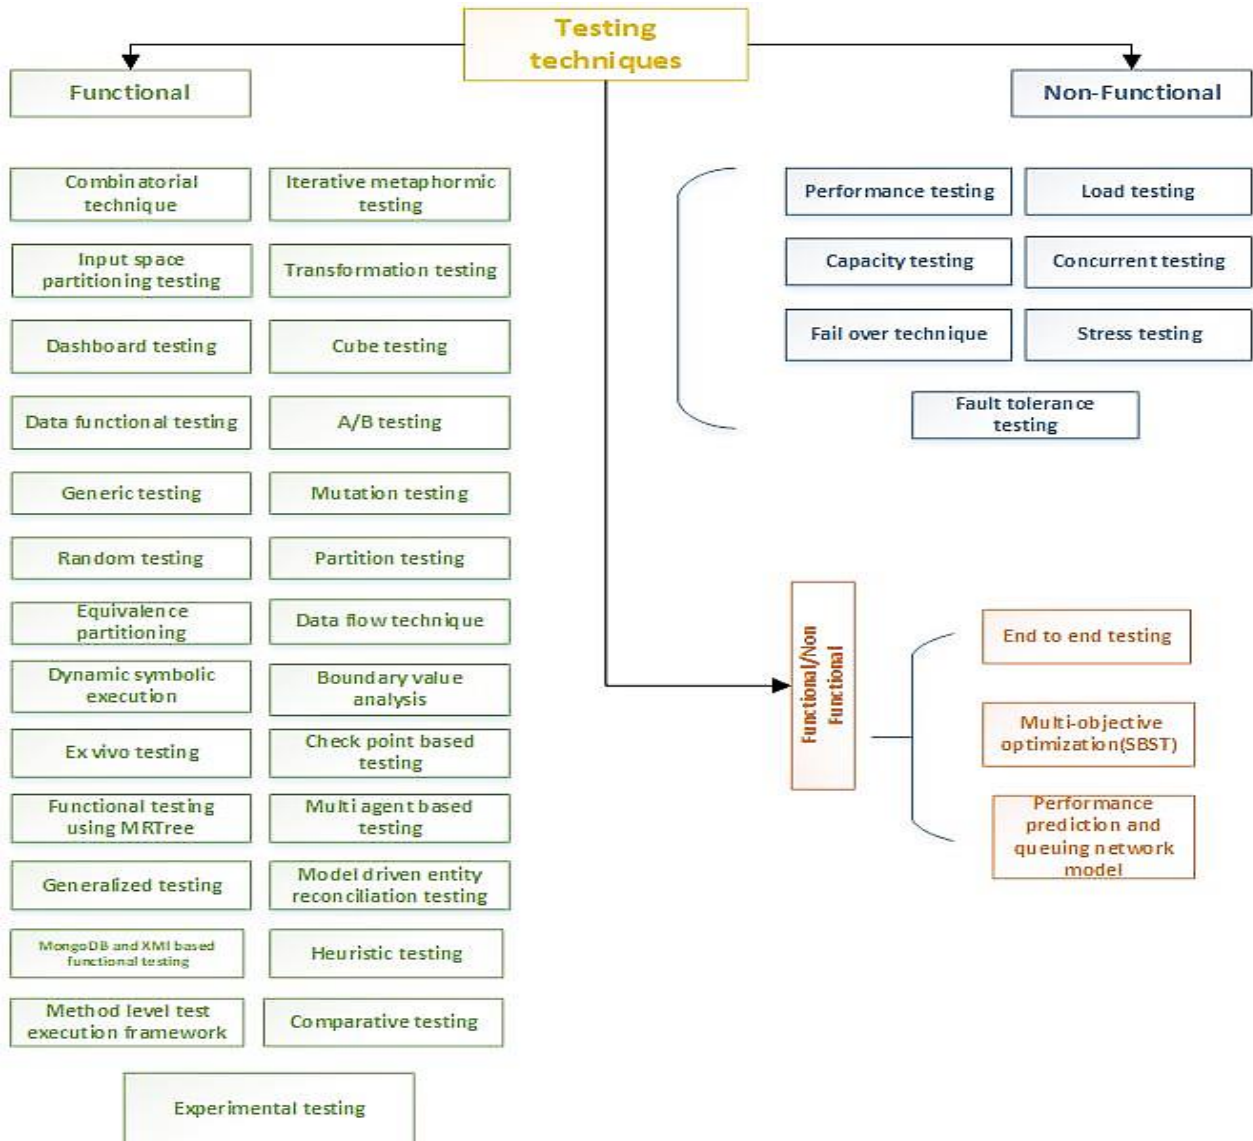 Testing
techniques
Functional
Non-Functional
Combinatorial
technique
Iterative metaphormic
testing
Input space
partitioning testing
Transformation testing
Dashboard testing
Cube testing
Data functional testing
A/B testing
Generic testing
Mutation testing
Random testing
Partition testing
Equivalence
partitioning
Data flow technique
Dynamic symbolic
execution
Boundary value
analysis
Ex vivo testing
Check point based
testing
Functional testing
using MRTree
Multi agent based
testing
Generalized testing
Model driven entity
reconciliation testing
MongoDB and XMI based
functional testing
Heuristic testing
Method level test
execution framework
Comparative testing
Experimental testing
Performance testing
Load testing
Capacity testing
Concurrent testing
Fail over technique
Stress testing
Fault tolerance
testing
Functional/Non
Functional
End to end testing
Multi-objective
optimization(SBST)
Performance
prediction and
queuing network
model